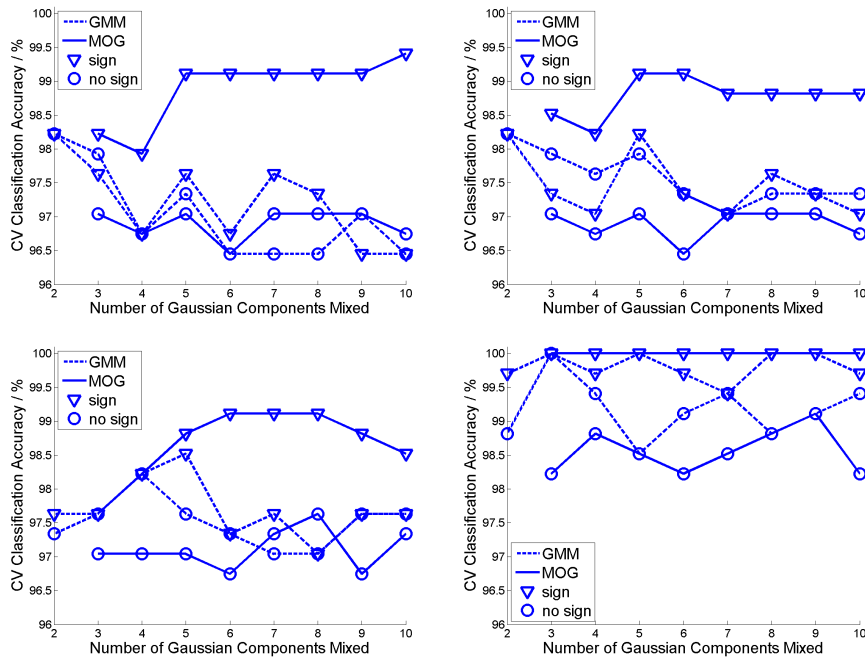 100
99.5
99
98.5
98
97.5
97
96.5
96
CV Classification Accuracy / %
GMM
MOG
sign
no sign
2 3 4 5 6 7 8 9 10
Number of Gaussian Components Mixed
100
99.5
99
98.5
98
97.5
97
96.5
96
CV Classification Accuracy / %
GMM
MOG
sign
no sign
2 3 4 5 6 7 8 9 10
Number of Gaussian Components Mixed
100
99.5
99
98.5
98
97.5
97
96.5
96
CV Classification Accuracy / %
GMM
MOG
sign
no sign
2 3 4 5 6 7 8 9 10
Number of Gaussian Components Mixed
100
99.5
99
98.5
98
97.5
97
96.5
96
CV Classification Accuracy / %
GMM
MOG
sign
no sign
2 3 4 5 6 7 8 9 10
Number of Gaussian Components Mixed